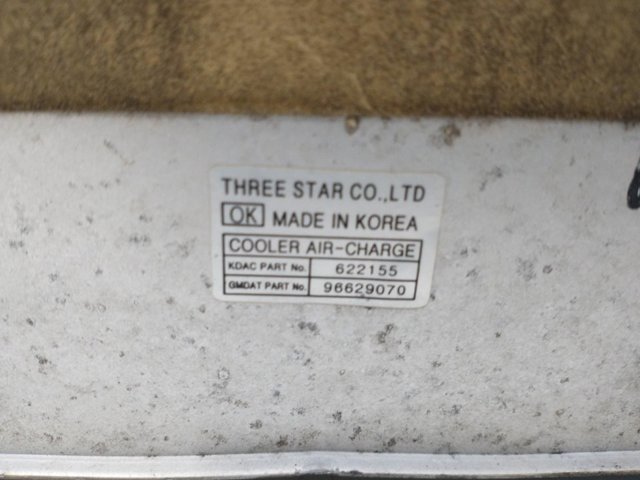 THREE STAR CO.,LTD
OK MADE IN KOREA
COOLER AIR-CHARGE
KDAC PART No. 622155
GMDAT PART No. 96629070